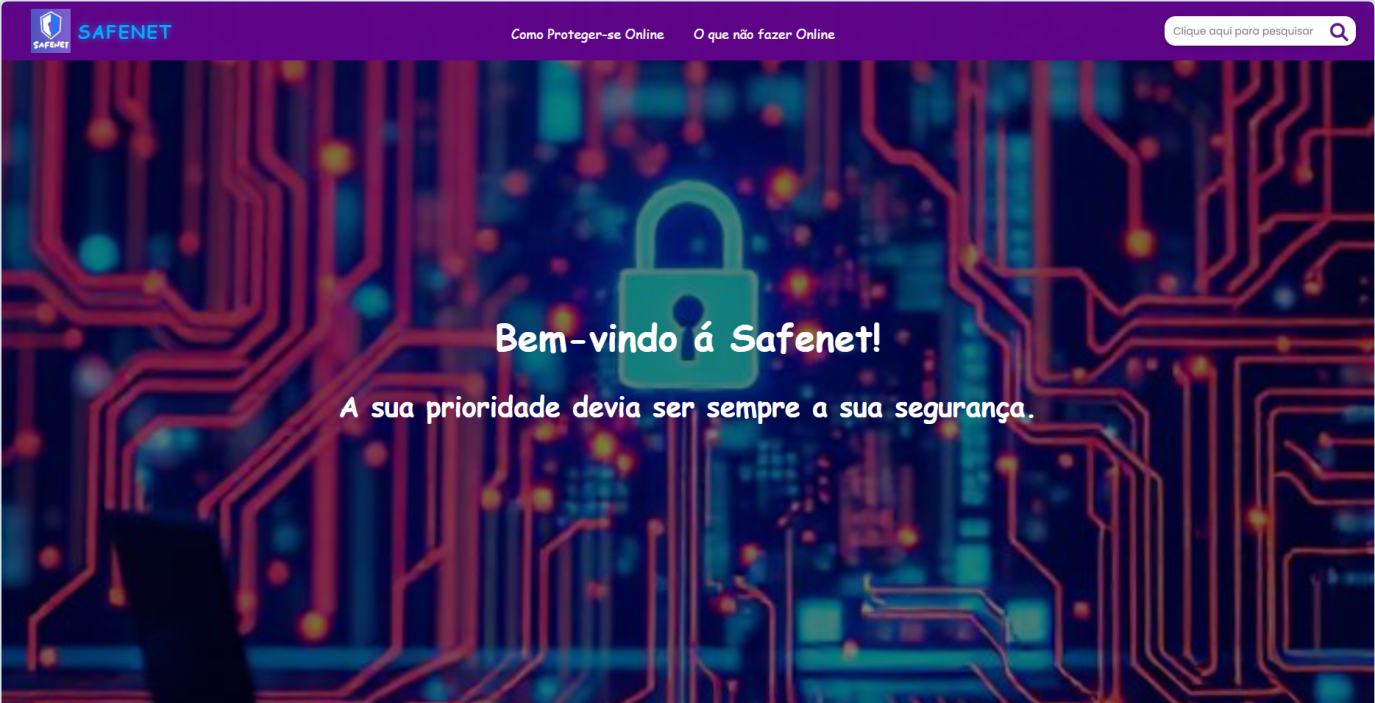 SAFENET
SAFENET
Como Proteger-se Online
O que não fazer Online
Clique aqui para pesquisar
Bem-vindo á Safenet!
A sua prioridade devia ser sempre a sua segurança.